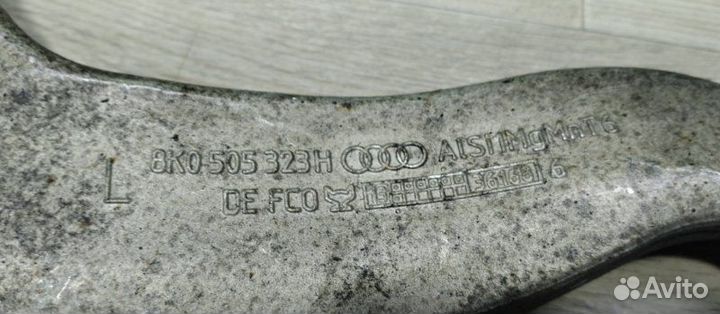 L 8K0 505 323H AlSi1MgMnT6
DE FCO 6
Avito